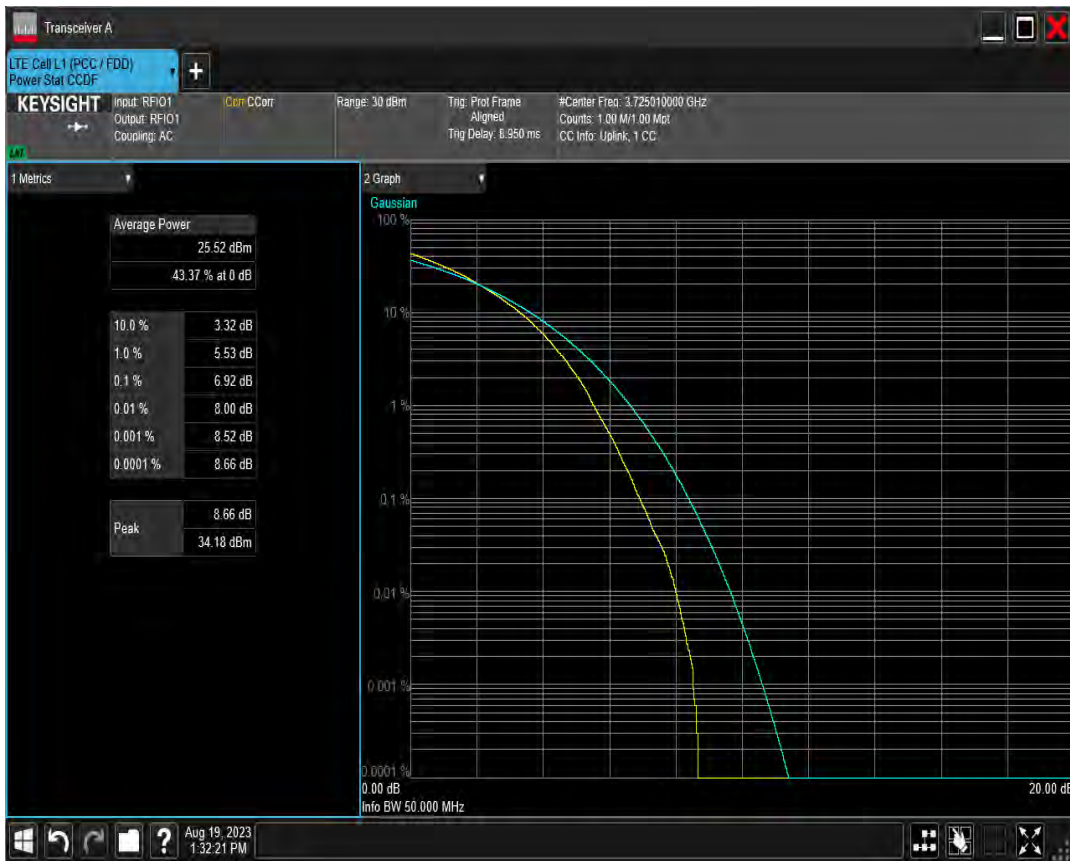 Transceiver A
LTE Cell L1 (PCC / FDD)
Power Stat CCDF
KEYSIGHT
Input: RFIO1
Output: RFIO1
Coupling: AC
Corr CCorr
Range: 30 dBm
Trig: Prot Frame
Aligned
Trig Delay: 8.950 ms
#Center Freq: 3.725010000 GHz
Counts: 1.00 M/1.00 Mpt
CC Info: Uplink, 1 CC
LXI
1 Metrics
Average Power
25.52 dBm
43.37 % at 0 dB
10.0 % 3.32 dB
1.0 % 5.53 dB
0.1 % 6.92 dB
0.01 % 8.00 dB
0.001 % 8.52 dB
0.0001 % 8.66 dB
Peak
8.66 dB
34.18 dBm
2 Graph
Gaussian
100 %
10 %
1 %
0.1 %
0.01 %
0.001 %
0.0001 %
0.00 dB
20.00 dB
Info BW 50.000 MHz
Aug 19, 2023
1:32:21 PM